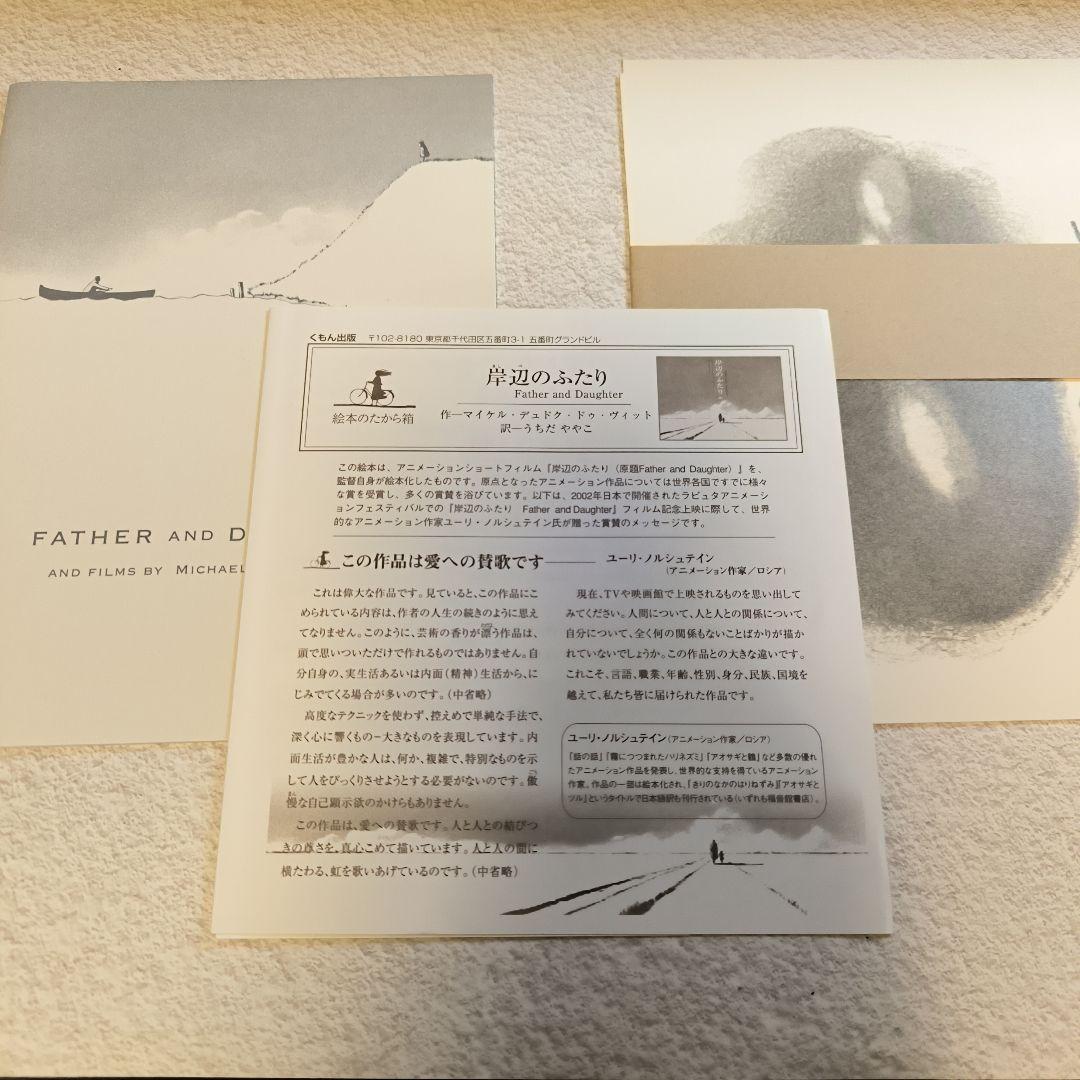 FATHER AND D
AND FILMS BY MICHAEL
くもん出版 〒102-8180 東京都千代田区五番町3-1 五番町グランドビル
絵本のたから箱
岸辺のふたり
Father and Daughter
作─マイケル・デュドク・ドゥ・ヴィット
訳─うちだ ややこ
岸辺のふたり
この絵本は、アニメーションショートフィルム『岸辺のふたり（原題Father and Daughter）』を、
監督自身が絵本化したものです。原点となったアニメーション作品については世界各国ですでに様々
な賞を受賞し、多くの賞賛を浴びています。以下は、2002年日本で開催されたラピュタアニメーシ
ョンフェスティバルでの『岸辺のふたり Father and Daughter』フィルム記念上映に際して、世界
的なアニメーション作家ユーリ・ノルシュテイン氏が贈った賞賛のメッセージです。
この作品は愛への賛歌です──── ユーリ・ノルシュテイン
（アニメーション作家／ロシア）
これは偉大な作品です。見ていると、この作品にこ
められている内容は、作者の人生の続きのように思え
てなりません。このように、芸術の香りが漂う作品は、
頭で思いついただけで作れるものではありません。自
分自身の、実生活あるいは内面（精神）生活から、に
じみでてくる場合が多いのです。（中省略）
高度なテクニックを使わず、控えめで単純な手法で、
深く心に響くもの−大きなものを表現しています。内
面生活が豊かな人は、何か、複雑で、特別なものを示
して人をびっくりさせようとする必要がないのです。傲
慢な自己顕示欲のかけらもありません。
この作品は、愛への賛歌です。人と人との結びつ
きの尊さを、真心こめて描いています。人と人の間に
横たわる、虹を歌いあげているのです。（中省略）
現在、TVや映画館で上映されるものを思い出して
みてください。人間について、人と人との関係について、
自分について、全く何の関係もないことばかりが描か
れていないでしょうか。この作品との大きな違いです。
これこそ、言語、職業、年齢、性別、身分、民族、国境を
越えて、私たち皆に届けられた作品です。
ユーリ・ノルシュテイン（アニメーション作家／ロシア）
「話の話」「霧につつまれたハリネズミ」「アオサギと鶴」など多数の優れ
たアニメーション作品を発表し、世界的な支持を得ているアニメーション
作家。作品の一部は絵本化され、『きりのなかのはりねずみ』『アオサギと
ツル』というタイトルで日本語訳も刊行されている（いずれも福音館書店）。